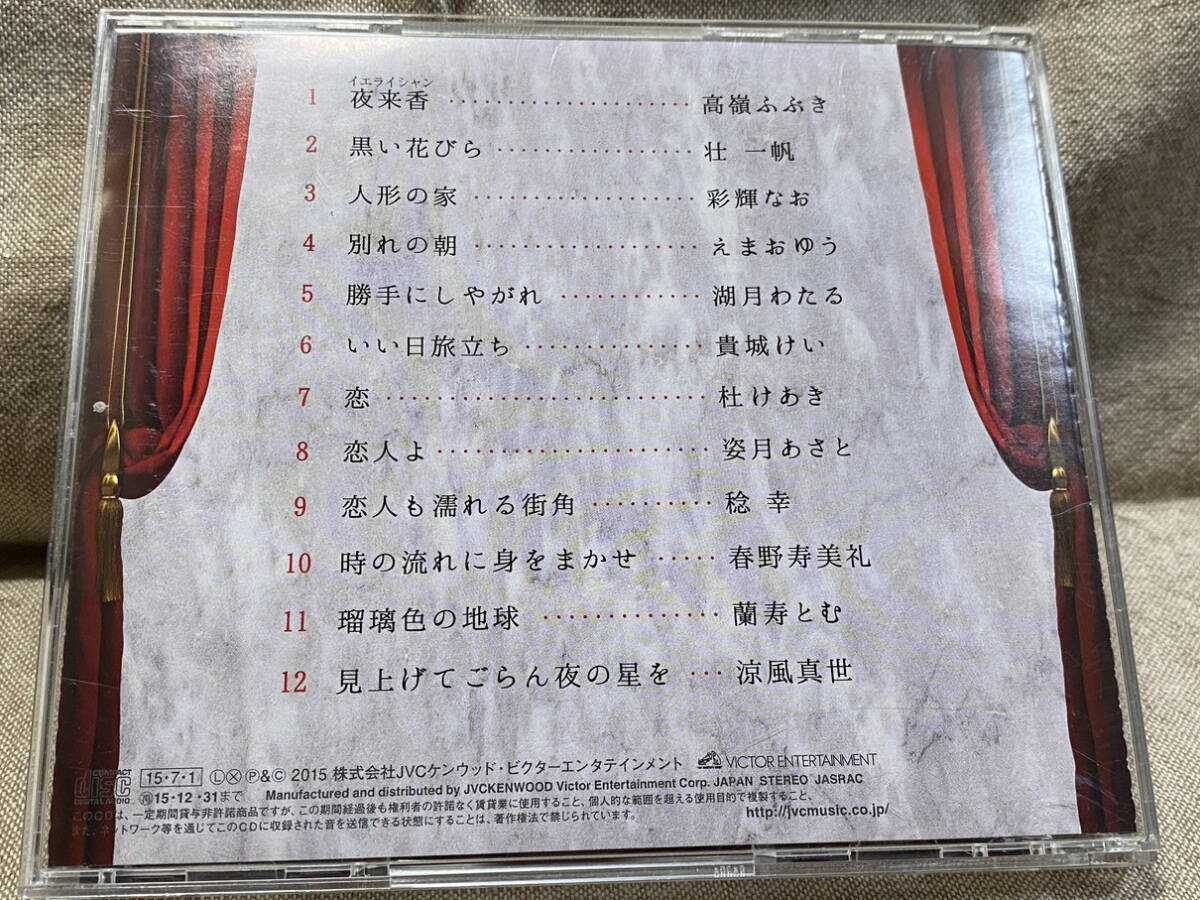 イエライシャン
1 夜来香 ························ 高嶺ふぶき
2 黒い花びら ··················· 壮 一帆
3 人形の家 ······················ 彩輝なお
4 別れの朝 ······················ えまおゆう
5 勝手にしやがれ ·············· 湖月わたる
6 いい日旅立ち ················· 貴城けい
7 恋 ······························· 杜けあき
8 恋人よ ·························· 姿月あさと
9 恋人も濡れる街角 ·········· 稔 幸
10 時の流れに身をまかせ ····· 春野寿美礼
11 瑠璃色の地球 ··············· 蘭寿とむ
12 見上げてごらん夜の星を ··· 涼風真世
VICTOR ENTERTAINMENT
COMPACT disc DIGITAL AUDIO
15・7・1 Ⓛ Ⓧ Ⓟ&Ⓒ 2015 株式会社JVCケンウッド・ビクターエンタテインメント
Manufactured and distributed by JVCKENWOOD Victor Entertainment Corp. JAPAN STEREO JASRAC
15・12・31まで
このCDは、一定期間貸与非許諾商品ですが、この期間経過後も権利者の許諾なく賃貸業に使用すること、個人的な範囲を超える使用目的で複製すること、
また、ネットワーク等を通じてこのCDに収録された音を送信できる状態にすることは、著作権法で禁じられています。
http://jvcmusic.co.jp/